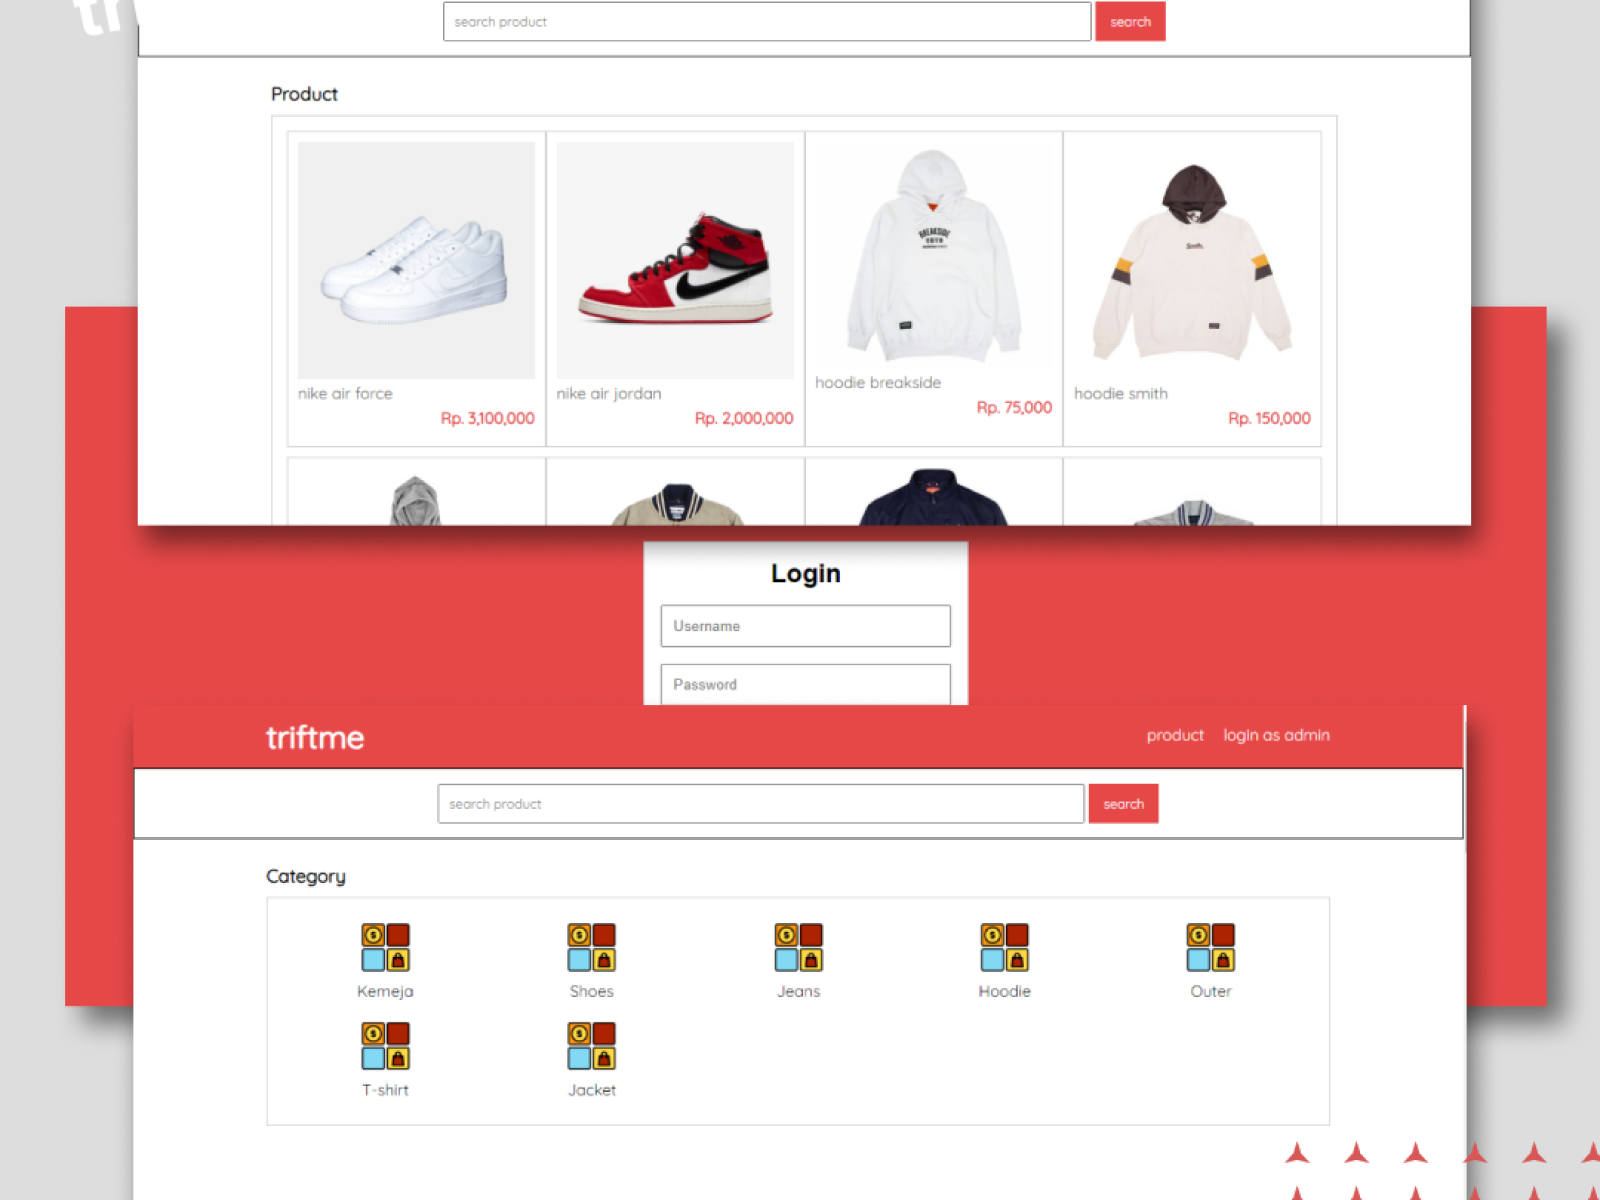 search product search
Product
nike air force
Rp. 3,100,000
nike air jordan
Rp. 2,000,000
hoodie breakside
Rp. 75,000
hoodie smith
Rp. 150,000
Login
Username
Password
triftme product login as admin
search product search
Category
Kemeja Shoes Jeans Hoodie Outer
T-shirt Jacket